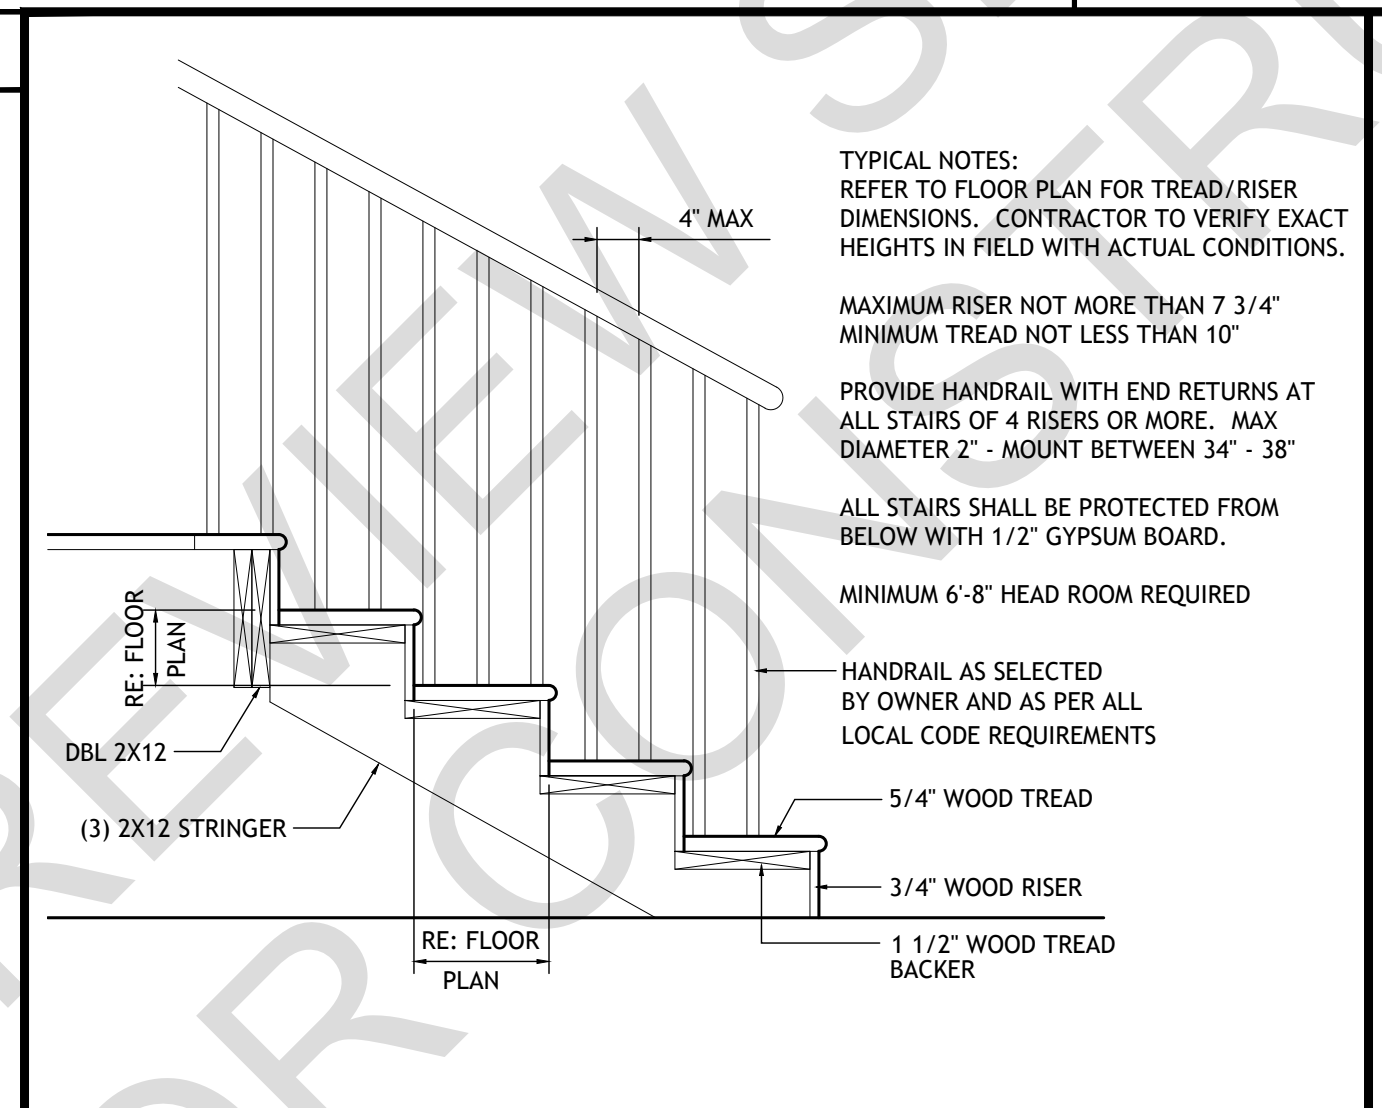 4" MAX
TYPICAL NOTES:
REFER TO FLOOR PLAN FOR TREAD/RISER
DIMENSIONS. CONTRACTOR TO VERIFY EXACT
HEIGHTS IN FIELD WITH ACTUAL CONDITIONS.
MAXIMUM RISER NOT MORE THAN 7 3/4"
MINIMUM TREAD NOT LESS THAN 10"
PROVIDE HANDRAIL WITH END RETURNS AT
ALL STAIRS OF 4 RISERS OR MORE. MAX
DIAMETER 2" - MOUNT BETWEEN 34" - 38"
ALL STAIRS SHALL BE PROTECTED FROM
BELOW WITH 1/2" GYPSUM BOARD.
MINIMUM 6'-8" HEAD ROOM REQUIRED
HANDRAIL AS SELECTED
BY OWNER AND AS PER ALL
LOCAL CODE REQUIREMENTS
RE: FLOOR
PLAN
DBL 2X12
(3) 2X12 STRINGER
5/4" WOOD TREAD
3/4" WOOD RISER
1 1/2" WOOD TREAD
BACKER
RE: FLOOR
PLAN
REVIEW
CONSTR